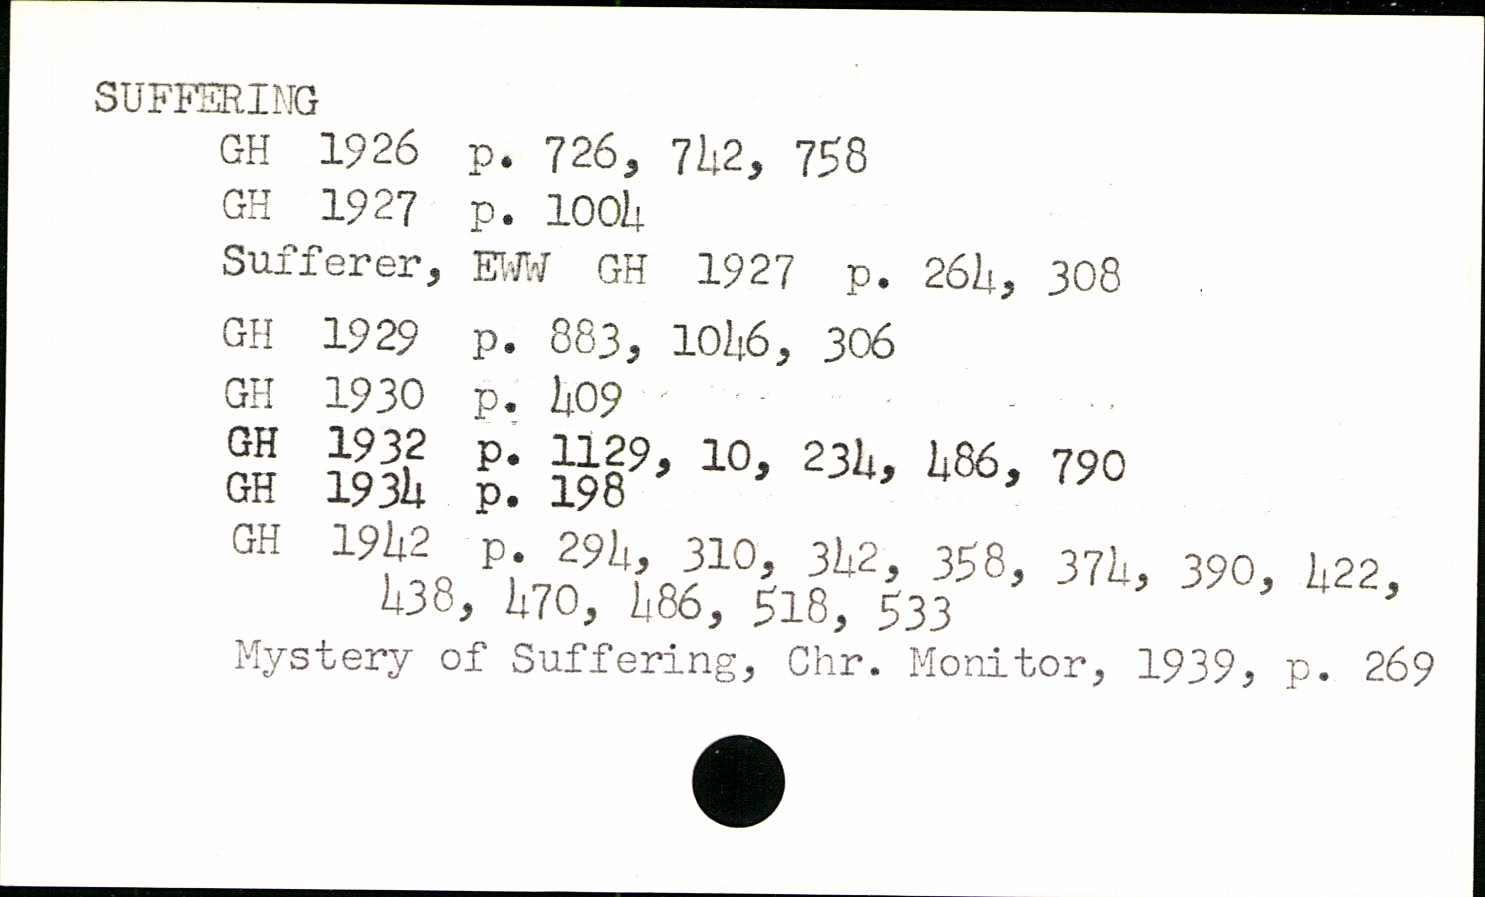 SUFFERING
GH 1926 p. 726, 742, 758
GH 1927 p. 1004
Sufferer, EWW GH 1927 p. 264, 308
GH 1929 p. 883, 1046, 306
GH 1930 p. 409
GH 1932 p. 1129, 10, 234, 486, 790
GH 1934 p. 198
GH 1942 p. 294, 310, 342, 358, 374, 390, 422,
438, 470, 486, 518, 533
Mystery of Suffering, Chr. Monitor, 1939, p. 269